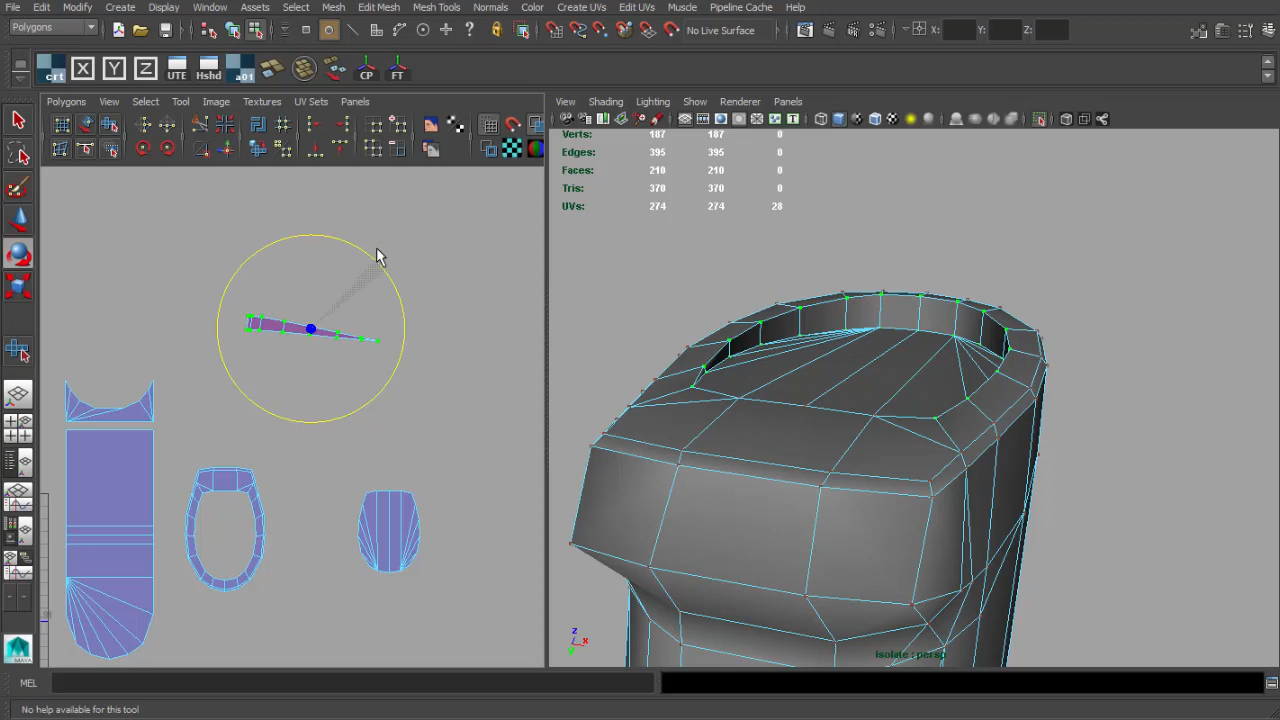 File Edit Modify Create Display Window Assets Select Mesh Edit Mesh Mesh Tools Normals Color Create UVs Edit UVs Muscle Pipeline Cache Help
Polygons No Live Surface X: Y: Z:
crt X Y Z UTE Hshd a01 CP FT
Polygons View Select Tool Image Textures UV Sets Panels
View Shading Lighting Show Renderer Panels
Verts: 187 187 0
Edges: 395 395 0
Faces: 210 210 0
Tris: 370 370 0
UVs: 274 274 28
z
x
y
Isolate : persp
MEL
No help available for this tool